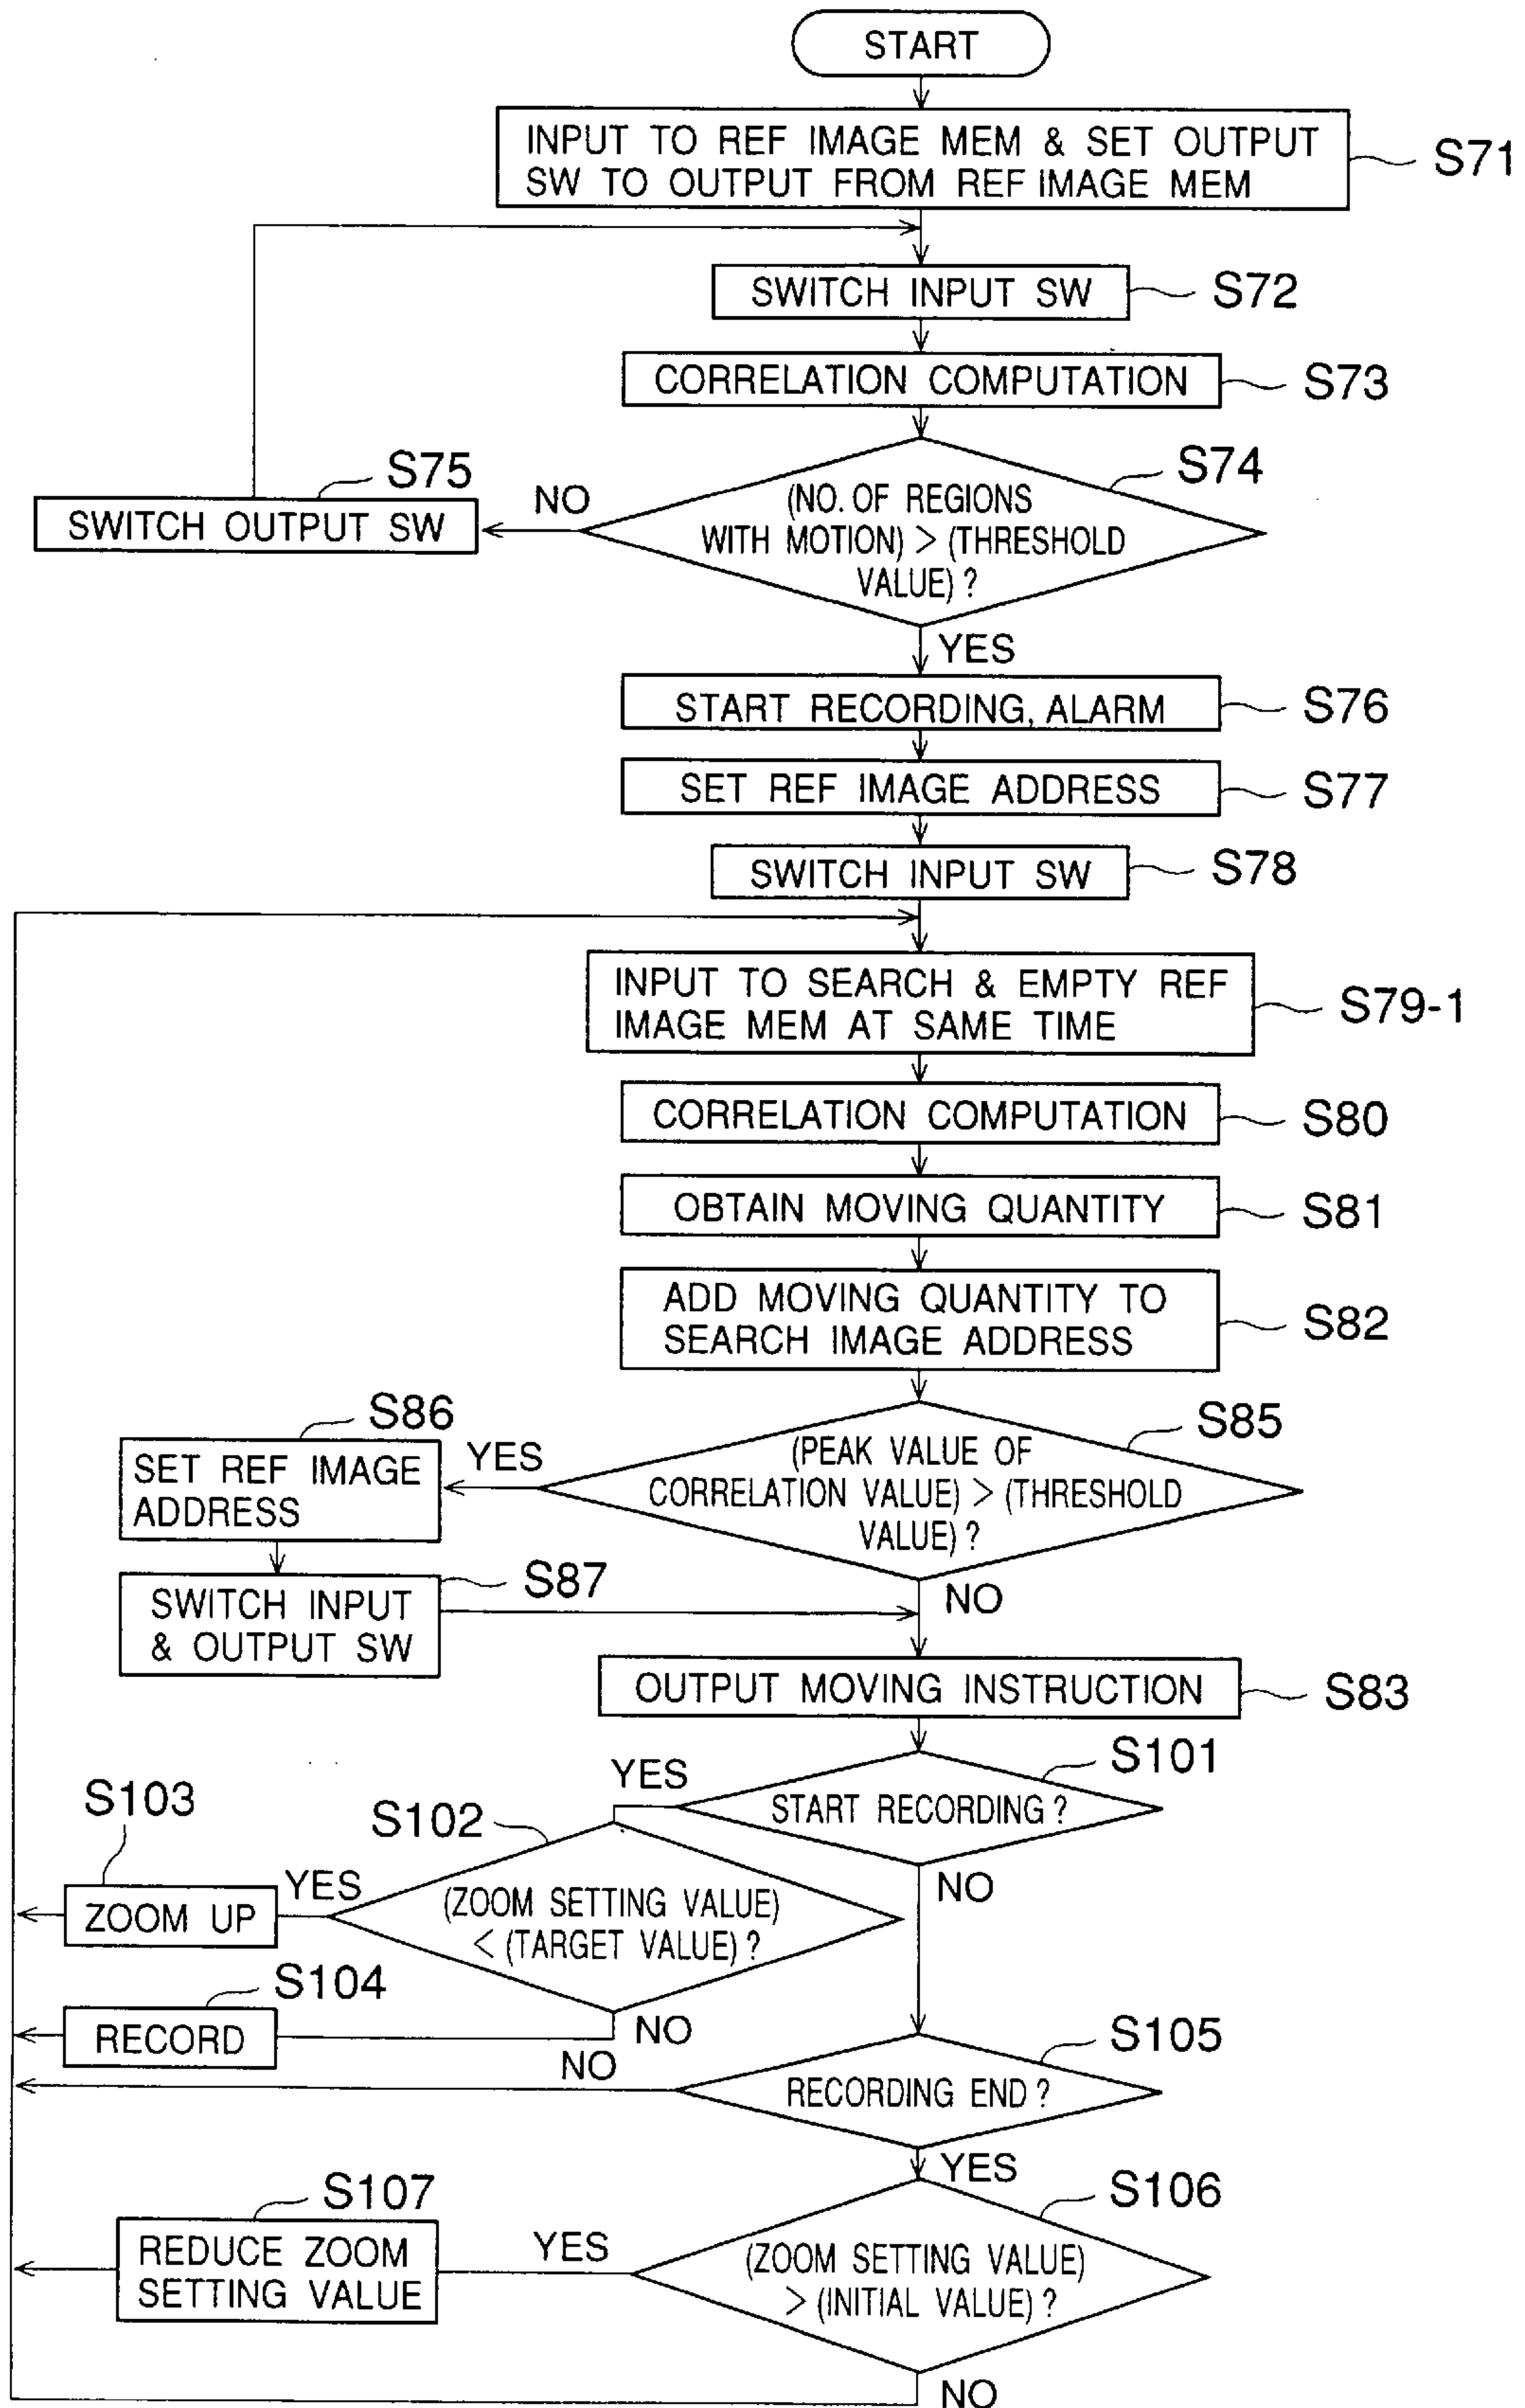 START
INPUT TO REF IMAGE MEM & SET OUTPUT
SW TO OUTPUT FROM REF IMAGE MEM
S71
SWITCH INPUT SW
S72
CORRELATION COMPUTATION
S73
S74
(NO. OF REGIONS
WITH MOTION) > (THRESHOLD
VALUE) ?
NO
S75
SWITCH OUTPUT SW
YES
START RECORDING, ALARM
S76
SET REF IMAGE ADDRESS
S77
SWITCH INPUT SW
S78
INPUT TO SEARCH & EMPTY REF
IMAGE MEM AT SAME TIME
S79-1
CORRELATION COMPUTATION
S80
OBTAIN MOVING QUANTITY
S81
ADD MOVING QUANTITY TO
SEARCH IMAGE ADDRESS
S82
S85
(PEAK VALUE OF
CORRELATION VALUE) > (THRESHOLD
VALUE) ?
YES
S86
SET REF IMAGE
ADDRESS
S87
SWITCH INPUT
& OUTPUT SW
NO
OUTPUT MOVING INSTRUCTION
S83
S101
START RECORDING ?
YES
NO
S102
(ZOOM SETTING VALUE)
< (TARGET VALUE) ?
YES
S103
ZOOM UP
NO
S104
RECORD
S105
RECORDING END ?
NO
YES
S106
(ZOOM SETTING VALUE)
> (INITIAL VALUE) ?
YES
S107
REDUCE ZOOM
SETTING VALUE
NO